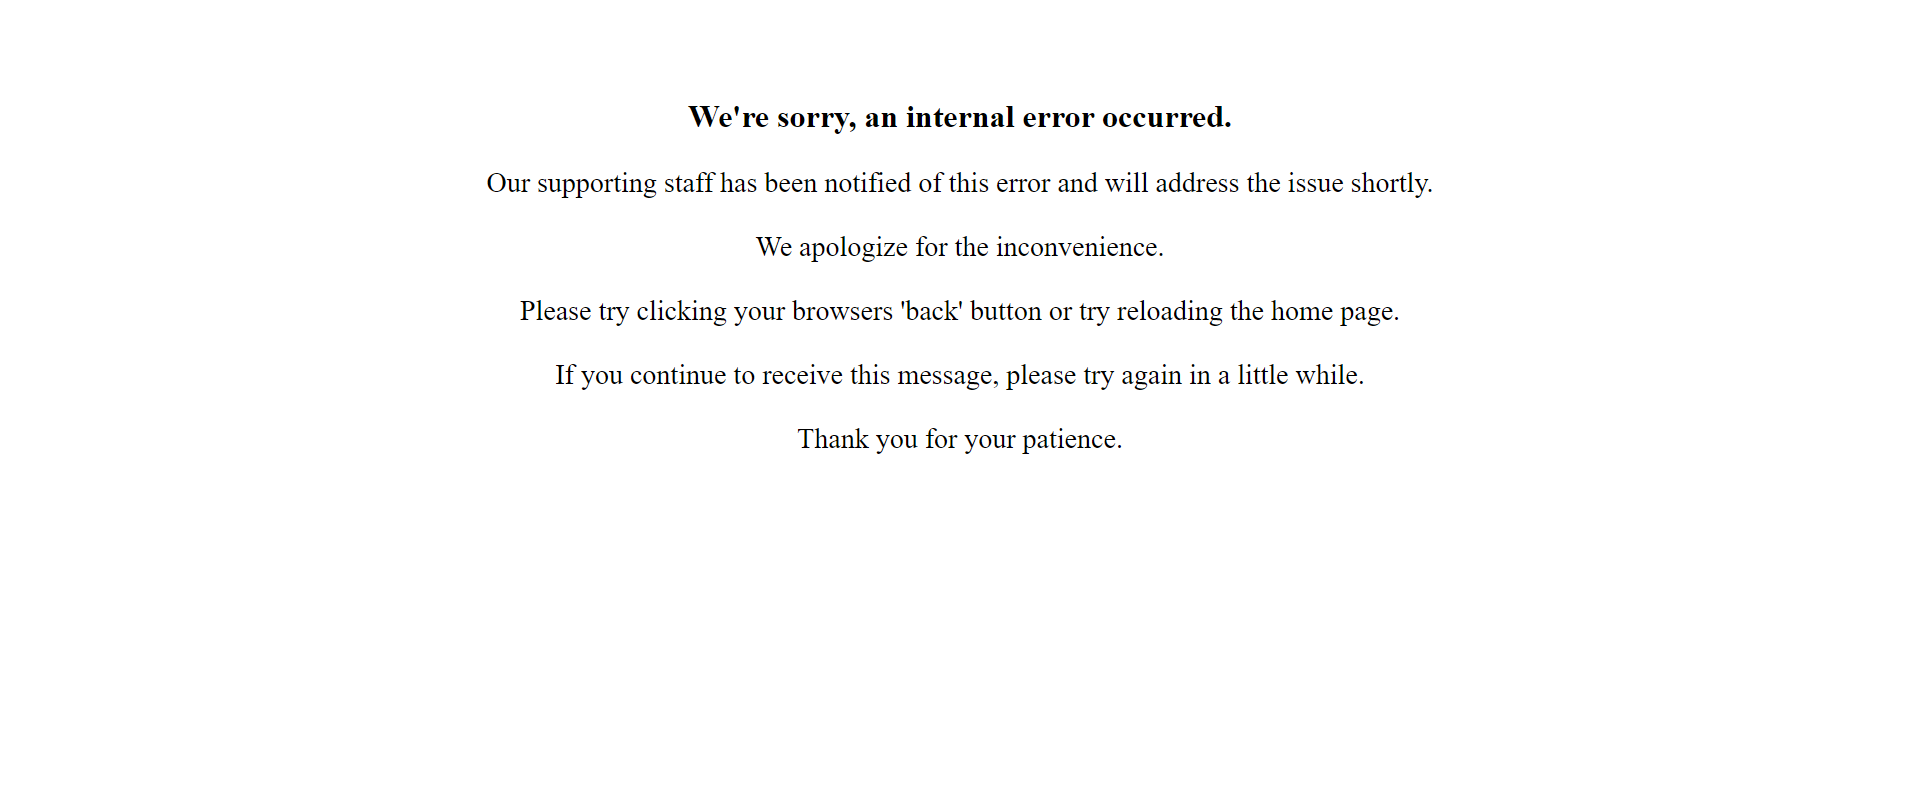 We're sorry, an internal error occurred.
Our supporting staff has been notified of this error and will address the issue shortly.
We apologize for the inconvenience.
Please try clicking your browsers 'back' button or try reloading the home page.
If you continue to receive this message, please try again in a little while.
Thank you for your patience.